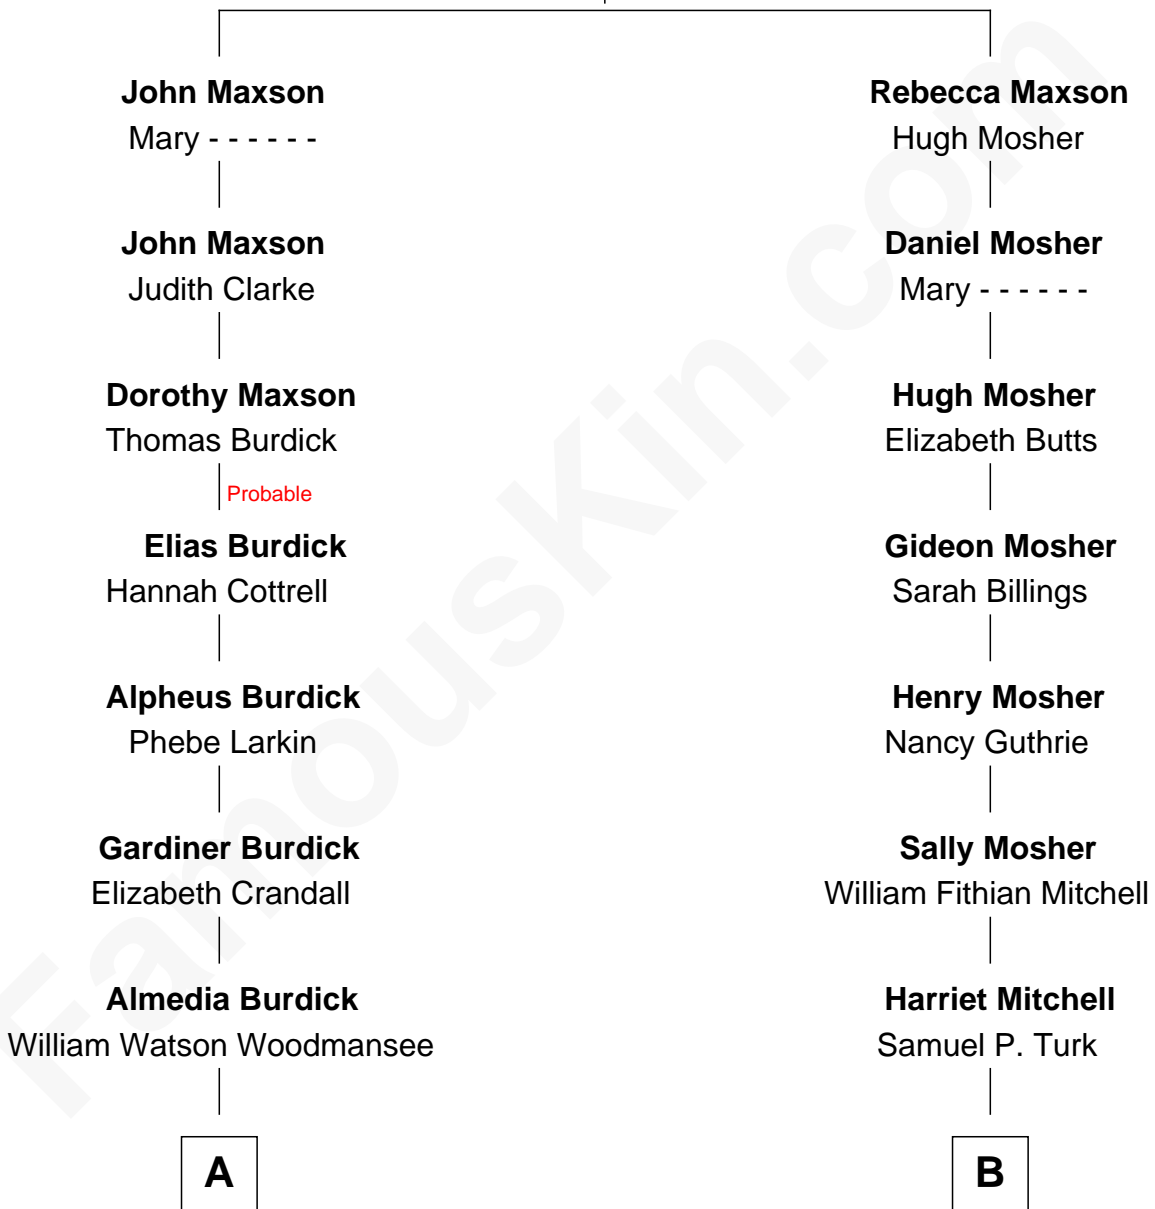 John Maxson
Mary - - - - - -
John Maxson
Judith Clarke
Dorothy Maxson
Thomas Burdick
Probable
Elias Burdick
Hannah Cottrell
Alpheus Burdick
Phebe Larkin
Gardiner Burdick
Elizabeth Crandall
Almedia Burdick
William Watson Woodmansee
A
Rebecca Maxson
Hugh Mosher
Daniel Mosher
Mary - - - - - -
Hugh Mosher
Elizabeth Butts
Gideon Mosher
Sarah Billings
Henry Mosher
Nancy Guthrie
Sally Mosher
William Fithian Mitchell
Harriet Mitchell
Samuel P. Turk
B
FamousKin.com